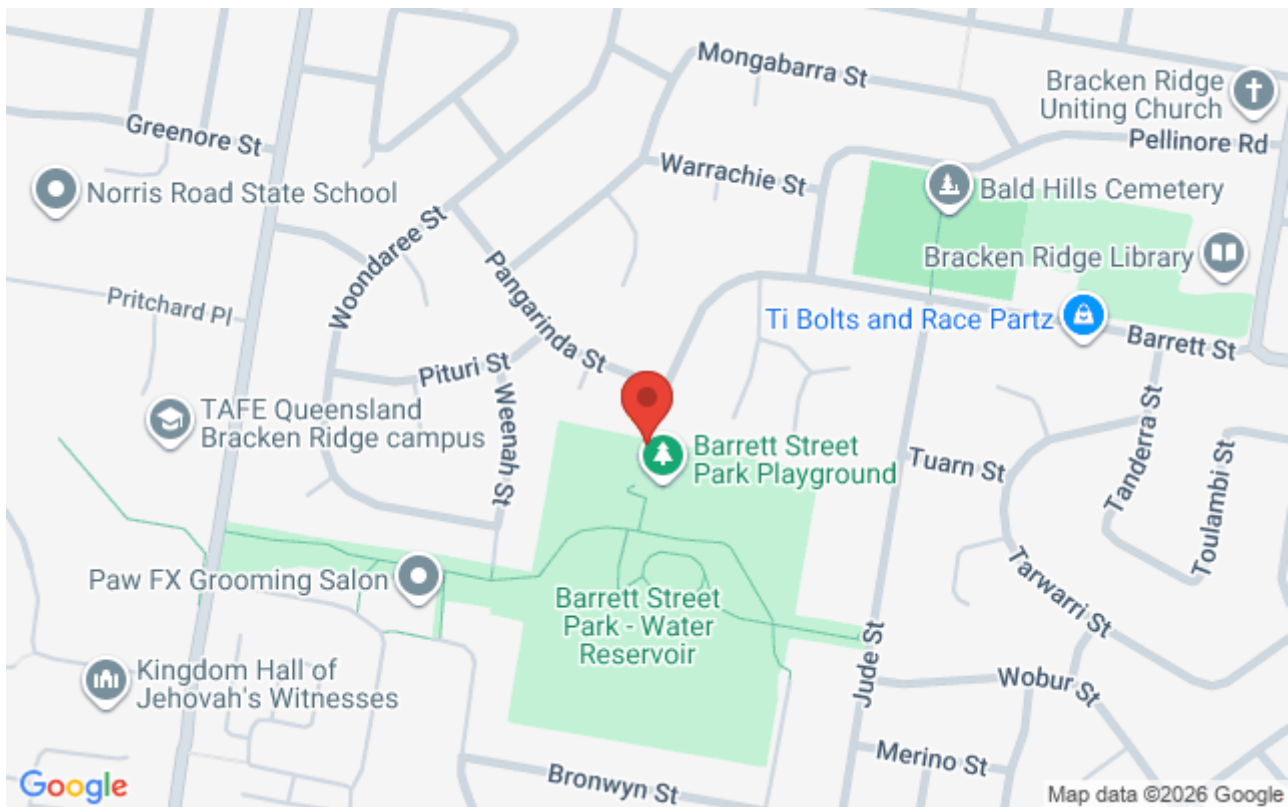 Mongabarra St
Bracken Ridge
Uniting Church
Greenore St
Pellinore Rd
Warrachie St
Norris Road State School
Bald Hills Cemetery
Woondaree St
Pangarinda St
Bracken Ridge Library
Pritchard Pl
Ti Bolts and Race Partz
Barrett St
Pituri St
Weenah St
TAFE Queensland
Bracken Ridge campus
Barrett Street
Park Playground
Tuarn St
Tanderra St
Toulambi St
Paw FX Grooming Salon
Barrett Street
Park - Water
Reservoir
Tarwarri St
Jude St
Kingdom Hall of
Jehovah's Witnesses
Wobur St
Merino St
Bronwyn St
Google
Map data ©2026 Google